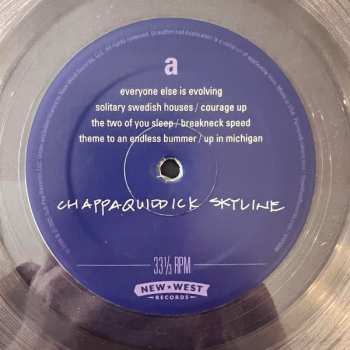 a
everyone else is evolving
solitary swedish houses / courage up
the two of you sleep / breakneck speed
theme to an endless bummer / up in michigan
CHAPPAQUIDDICK SKYLINE
33⅓ RPM
NEW WEST
RECORDS